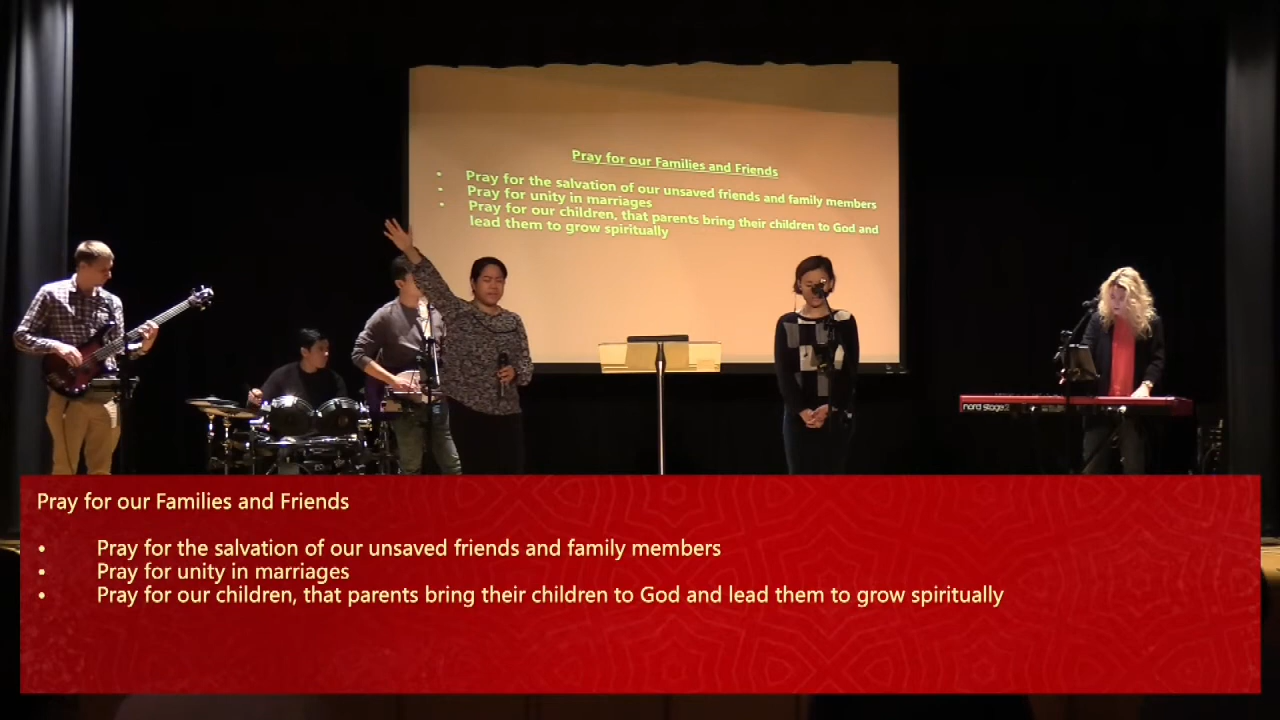 Pray for our Families and Friends
• Pray for the salvation of our unsaved friends and family members
• Pray for unity in marriages
• Pray for our children, that parents bring their children to God and
lead them to grow spiritually
nord stage 2
Pray for our Families and Friends
• Pray for the salvation of our unsaved friends and family members
• Pray for unity in marriages
• Pray for our children, that parents bring their children to God and lead them to grow spiritually